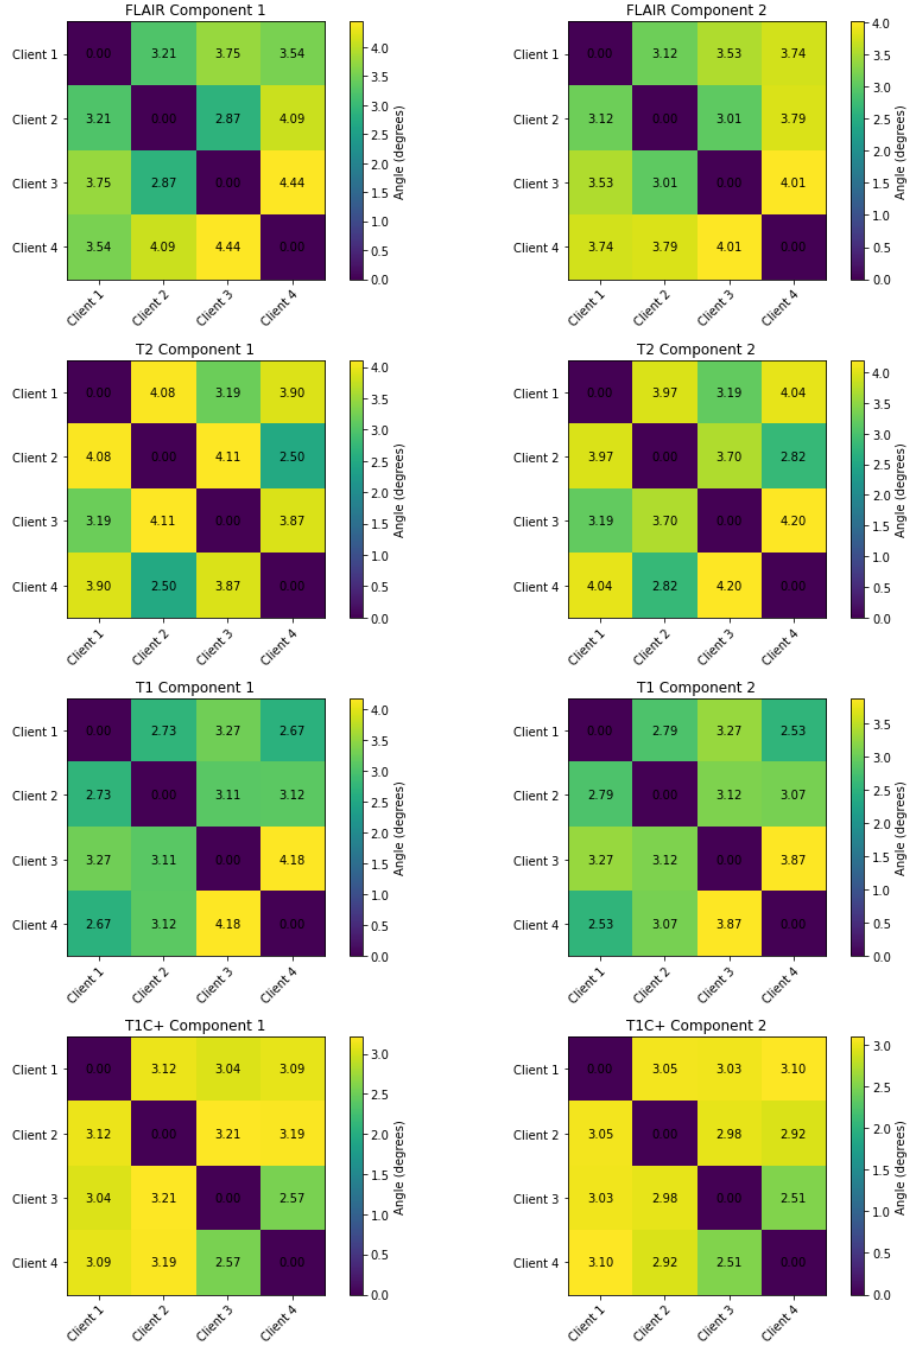 FLAIR Component 1
Client 1 0.00 3.21 3.75 3.54
Client 2 3.21 0.00 2.87 4.09
Client 3 3.75 2.87 0.00 4.44
Client 4 3.54 4.09 4.44 0.00
Client 1 Client 2 Client 3 Client 4
4.0
3.5
3.0
2.5
2.0
1.5
1.0
0.5
0.0
Angle (degrees)
FLAIR Component 2
Client 1 0.00 3.12 3.53 3.74
Client 2 3.12 0.00 3.01 3.79
Client 3 3.53 3.01 0.00 4.01
Client 4 3.74 3.79 4.01 0.00
Client 1 Client 2 Client 3 Client 4
4.0
3.5
3.0
2.5
2.0
1.5
1.0
0.5
0.0
Angle (degrees)
T2 Component 1
Client 1 0.00 4.08 3.19 3.90
Client 2 4.08 0.00 4.11 2.50
Client 3 3.19 4.11 0.00 3.87
Client 4 3.90 2.50 3.87 0.00
Client 1 Client 2 Client 3 Client 4
4.0
3.5
3.0
2.5
2.0
1.5
1.0
0.5
0.0
Angle (degrees)
T2 Component 2
Client 1 0.00 3.97 3.19 4.04
Client 2 3.97 0.00 3.70 2.82
Client 3 3.19 3.70 0.00 4.20
Client 4 4.04 2.82 4.20 0.00
Client 1 Client 2 Client 3 Client 4
4.0
3.5
3.0
2.5
2.0
1.5
1.0
0.5
0.0
Angle (degrees)
T1 Component 1
Client 1 0.00 2.73 3.27 2.67
Client 2 2.73 0.00 3.11 3.12
Client 3 3.27 3.11 0.00 4.18
Client 4 2.67 3.12 4.18 0.00
Client 1 Client 2 Client 3 Client 4
4.0
3.5
3.0
2.5
2.0
1.5
1.0
0.5
0.0
Angle (degrees)
T1 Component 2
Client 1 0.00 2.79 3.27 2.53
Client 2 2.79 0.00 3.12 3.07
Client 3 3.27 3.12 0.00 3.87
Client 4 2.53 3.07 3.87 0.00
Client 1 Client 2 Client 3 Client 4
3.5
3.0
2.5
2.0
1.5
1.0
0.5
0.0
Angle (degrees)
T1C+ Component 1
Client 1 0.00 3.12 3.04 3.09
Client 2 3.12 0.00 3.21 3.19
Client 3 3.04 3.21 0.00 2.57
Client 4 3.09 3.19 2.57 0.00
Client 1 Client 2 Client 3 Client 4
3.0
2.5
2.0
1.5
1.0
0.5
0.0
Angle (degrees)
T1C+ Component 2
Client 1 0.00 3.05 3.03 3.10
Client 2 3.05 0.00 2.98 2.92
Client 3 3.03 2.98 0.00 2.51
Client 4 3.10 2.92 2.51 0.00
Client 1 Client 2 Client 3 Client 4
3.0
2.5
2.0
1.5
1.0
0.5
0.0
Angle (degrees)